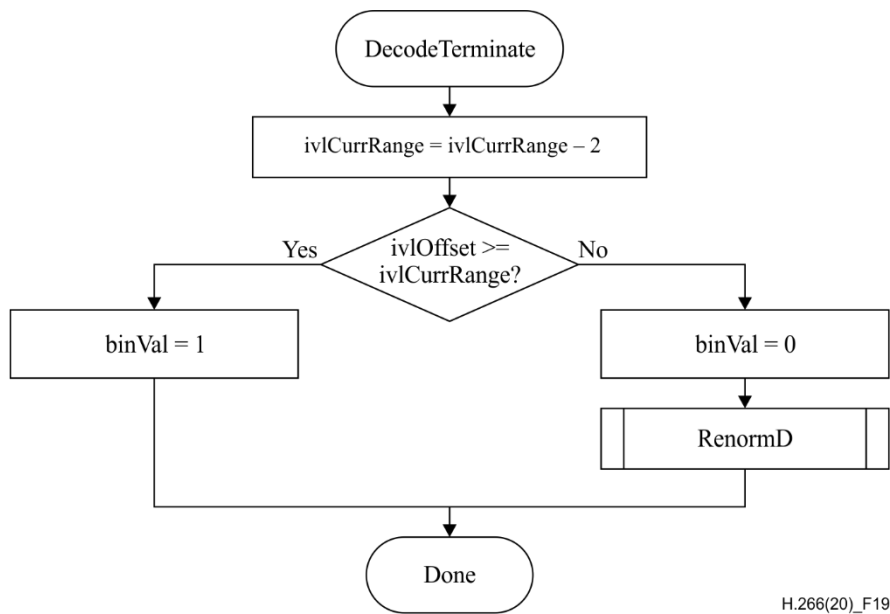 DecodeTerminate
ivlCurrRange = ivlCurrRange – 2
Yes
ivlOffset >=
ivlCurrRange?
No
binVal = 1
binVal = 0
RenormD
Done
H.266(20)_F19